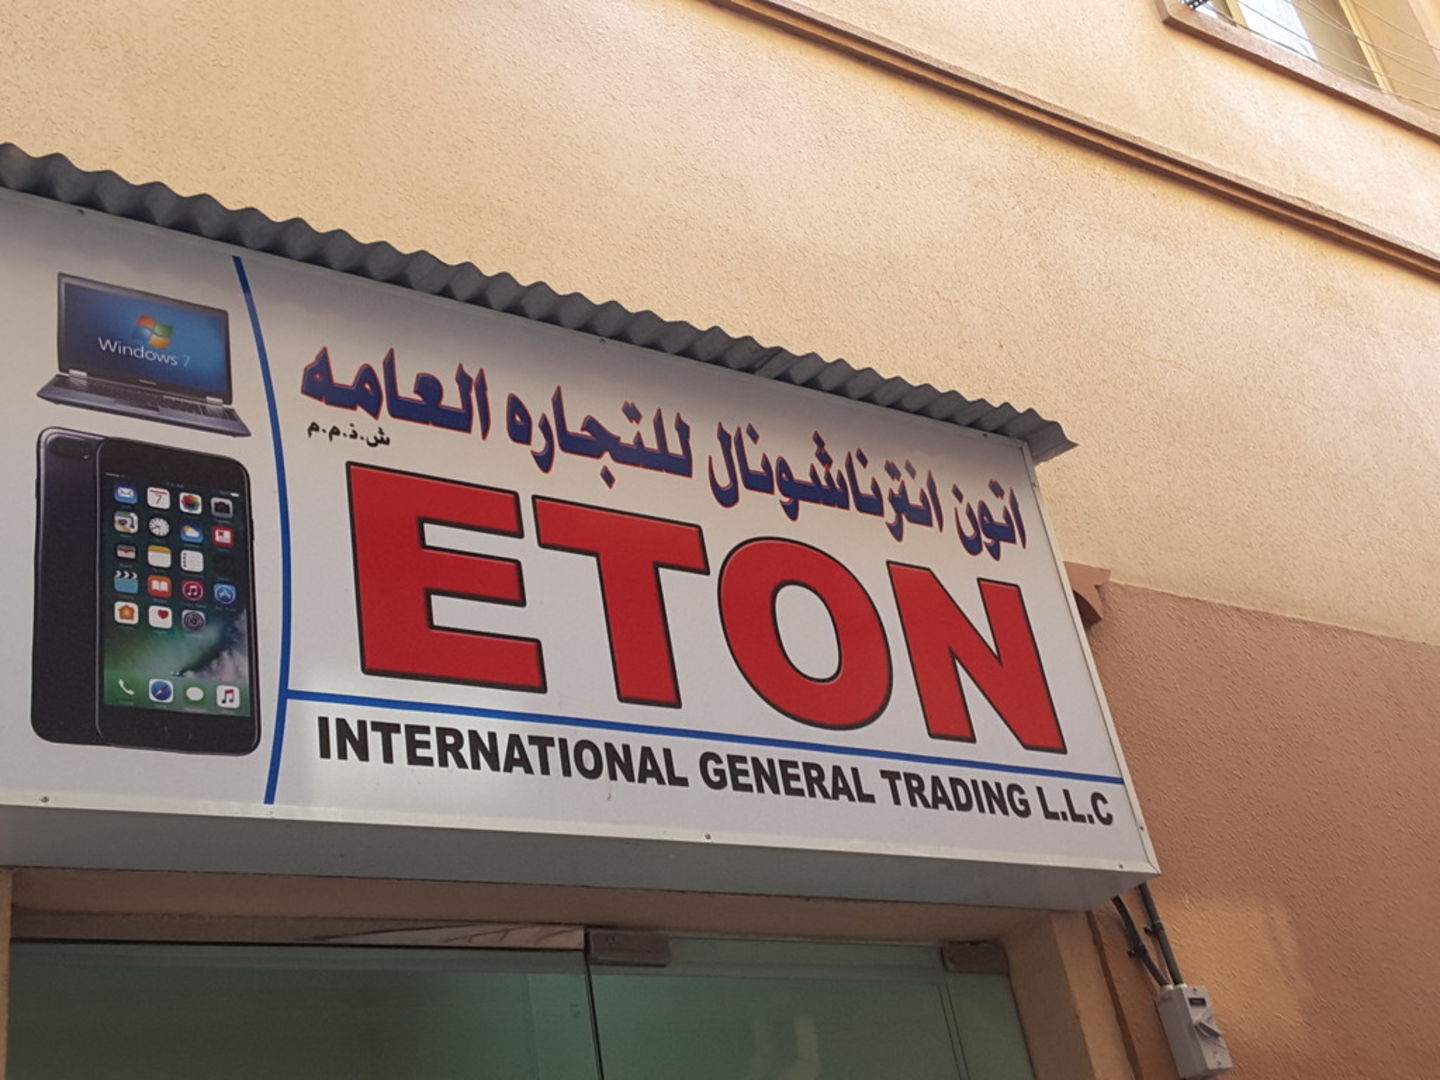 اتون انترناشونال للتجاره العامه
ش.ذ.م.م
ETON
INTERNATIONAL GENERAL TRADING L.L.C
Windows 7